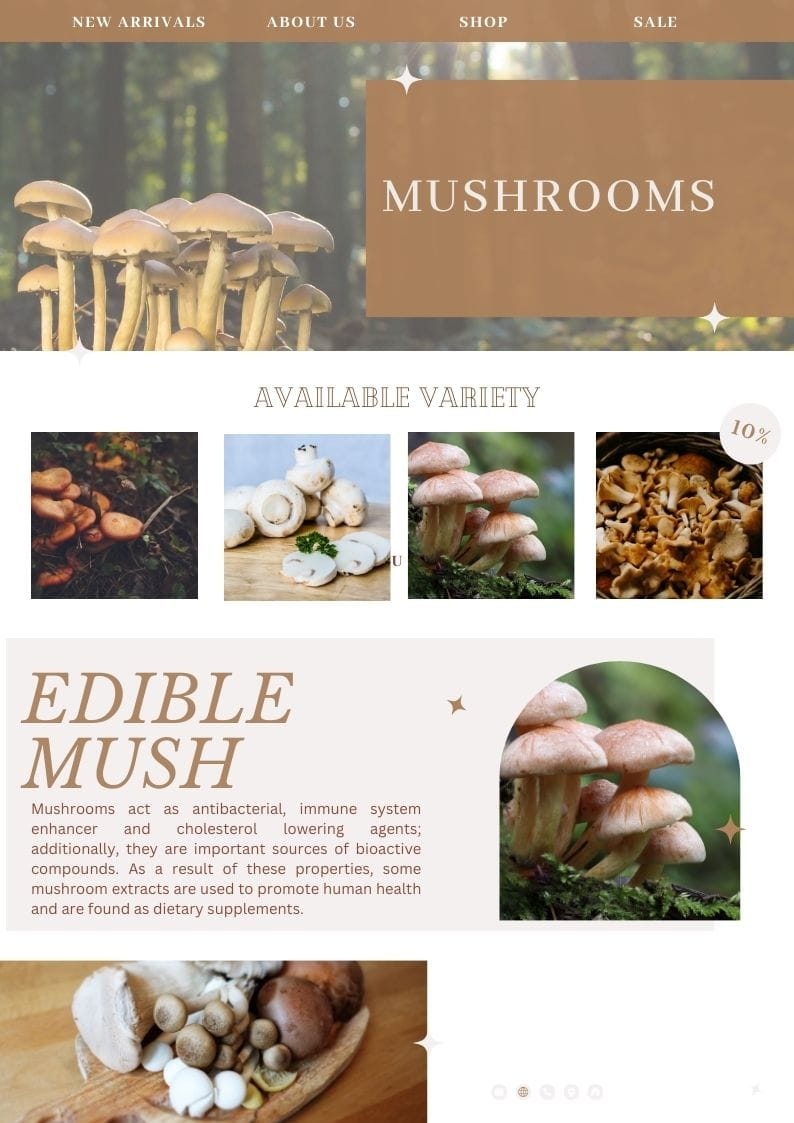 NEW ARRIVALS ABOUT US SHOP SALE
MUSHROOMS
AVAILABLE VARIETY
10%
U
EDIBLE
MUSH
Mushrooms act as antibacterial, immune system
enhancer and cholesterol lowering agents;
additionally, they are important sources of bioactive
compounds. As a result of these properties, some
mushroom extracts are used to promote human health
and are found as dietary supplements.